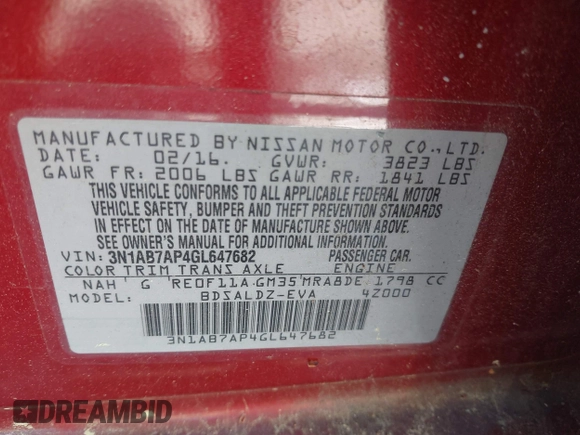 MANUFACTURED BY NISSAN MOTOR CO.,LTD.
DATE: 02/16. GVWR: 3823 LBS
GAWR FR: 2006 LBS GAWR RR: 1841 LBS
THIS VEHICLE CONFORMS TO ALL APPLICABLE FEDERAL MOTOR
VEHICLE SAFETY, BUMPER AND THEFT PREVENTION STANDARDS
IN EFFECT ON THE DATE OF MANUFACTURE SHOWN ABOVE.
SEE OWNER'S MANUAL FOR ADDITIONAL INFORMATION.
VIN: 3N1AB7AP4GL647682 PASSENGER CAR.
COLOR TRIM TRANS AXLE ENGINE
NAH G RE0F11A GM35 MRA8DE 1798 CC
MODEL: BDSALDZ-EVA 4Z000
3N1AB7AP4GL647682
DREAMBID